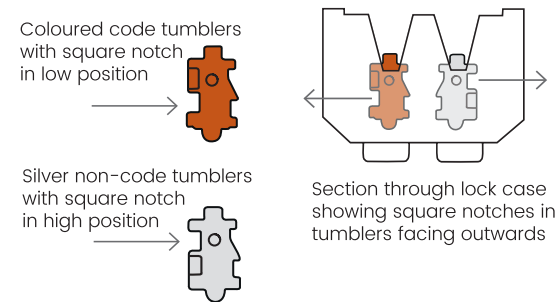 Coloured code tumblers
with square notch
in low position
Silver non-code tumblers
with square notch
in high position
Section through lock case
showing square notches in
tumblers facing outwards